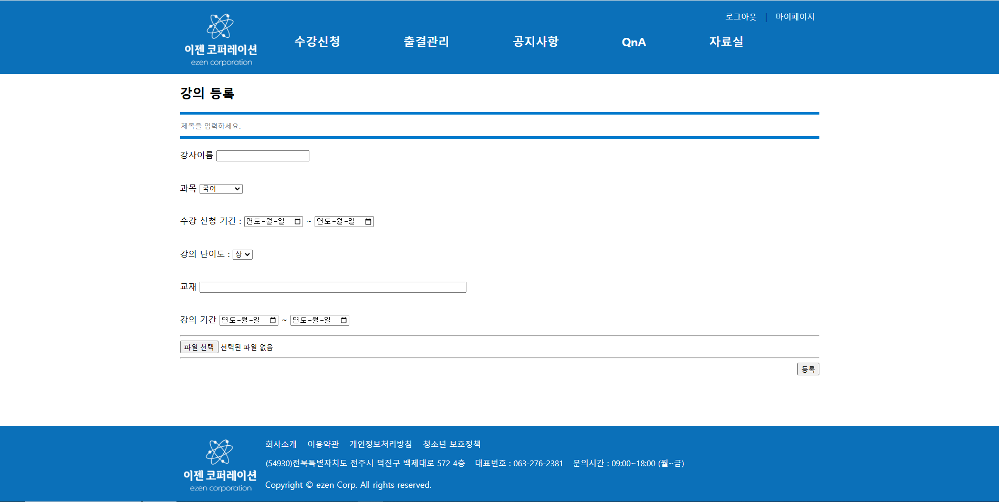 로그아웃 | 마이페이지
이젠 코퍼레이션
ezen corporation
수강신청 출결관리 공지사항 QnA 자료실
강의 등록
제목을 입력하세요.
강사이름
과목 국어
수강 신청 기간 : 연도-월-일 ~ 연도-월-일
강의 난이도 : 상
교재
강의 기간 연도-월-일 ~ 연도-월-일
파일 선택 선택된 파일 없음
등록
이젠 코퍼레이션
ezen corporation
회사소개 이용약관 개인정보처리방침 청소년 보호정책
(54930)전북특별자치도 전주시 덕진구 백제대로 572 4층 대표번호 : 063-276-2381 문의시간 : 09:00~18:00 (월~금)
Copyright © ezen Corp. All rights reserved.